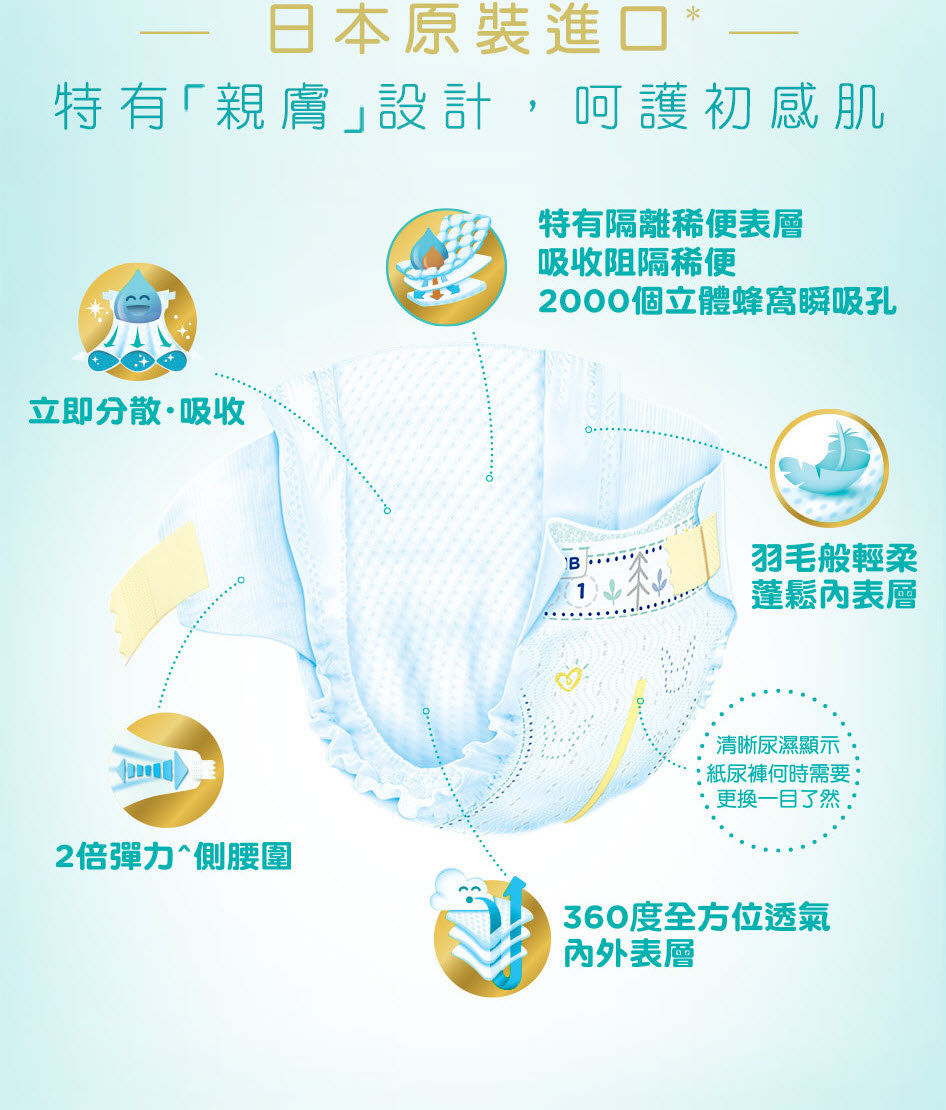 日本原裝進口*
特有「親膚」設計，呵護初感肌
特有隔離稀便表層
吸收阻隔稀便
2000個立體蜂窩瞬吸孔
立即分散·吸收
羽毛般輕柔
蓬鬆內表層
B
1
清晰尿濕顯示
紙尿褲何時需要
更換一目了然
2倍彈力^側腰圍
360度全方位透氣
內外表層